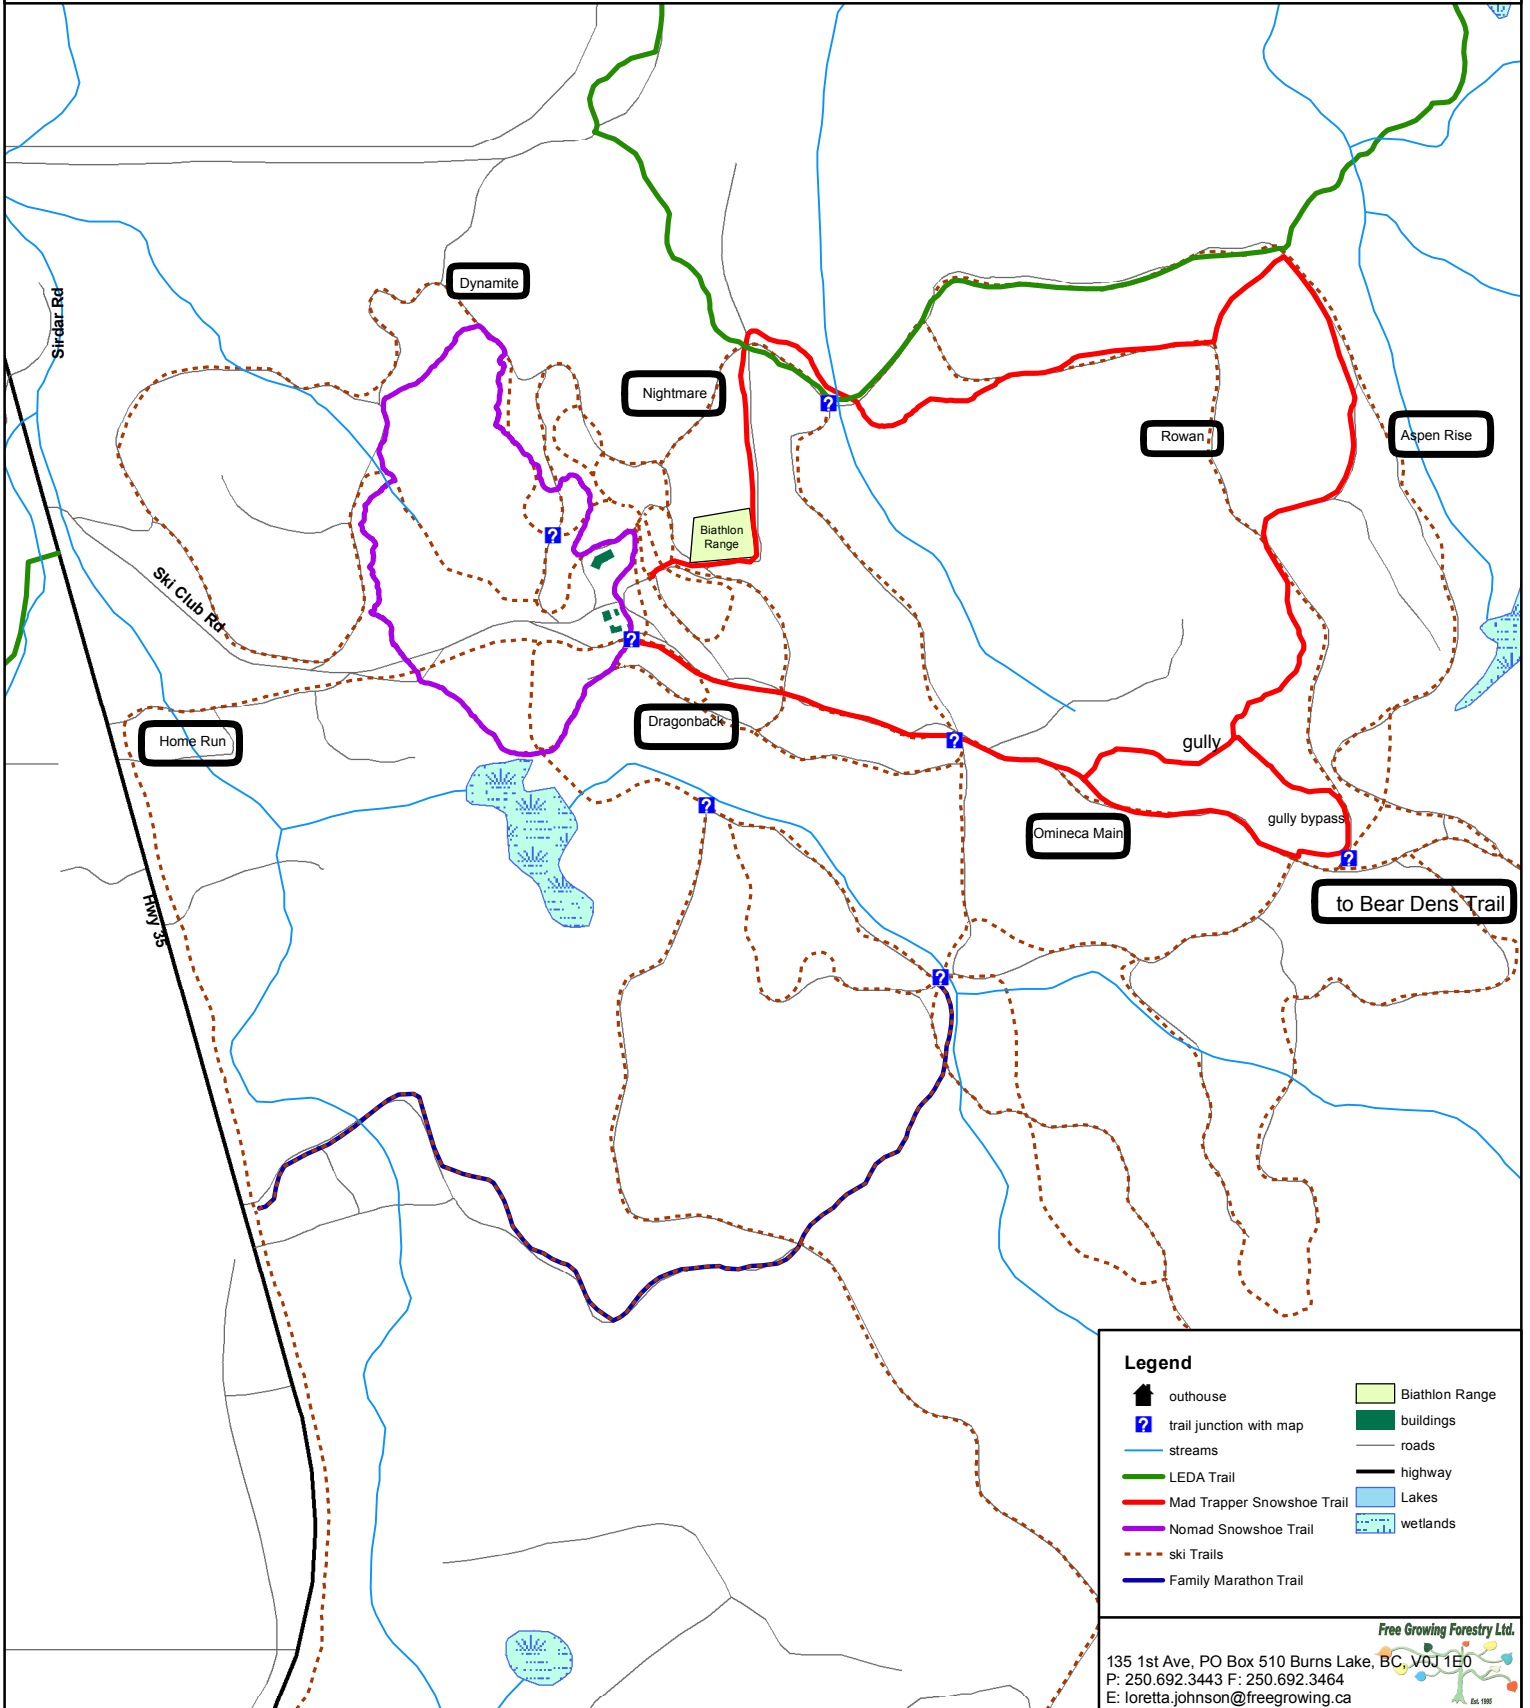 Sirdar Rd
Dynamite
Nightmare
Rowan
Aspen Rise
Biathlon
Range
Ski Club Rd
Home Run
Dragonback
gully
gully bypass
Omineca Main
to Bear Dens Trail
Hwy 35
Legend
outhouse
trail junction with map
streams
LEDA Trail
Mad Trapper Snowshoe Trail
Nomad Snowshoe Trail
ski Trails
Family Marathon Trail
Biathlon Range
buildings
roads
highway
Lakes
wetlands
Free Growing Forestry Ltd.
135 1st Ave, PO Box 510 Burns Lake, BC, V0J 1E0
P: 250.692.3443 F: 250.692.3464
E: loretta.johnson@freegrowing.ca
Est. 1993